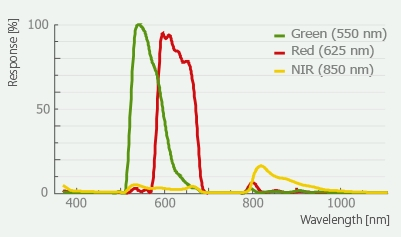 Response [%]
100
50
0
400
600
800
1000
Wavelength [nm]
Green (550 nm)
Red (625 nm)
NIR (850 nm)